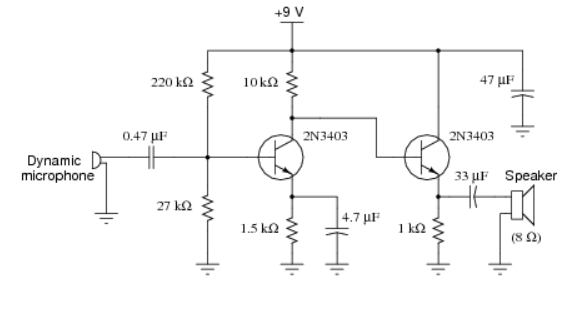 +9 V
220 kΩ
10 kΩ
47 µF
0.47 µF
2N3403
2N3403
Dynamic
microphone
33 µF
Speaker
27 kΩ
1.5 kΩ
4.7 µF
1 kΩ
(8 Ω)